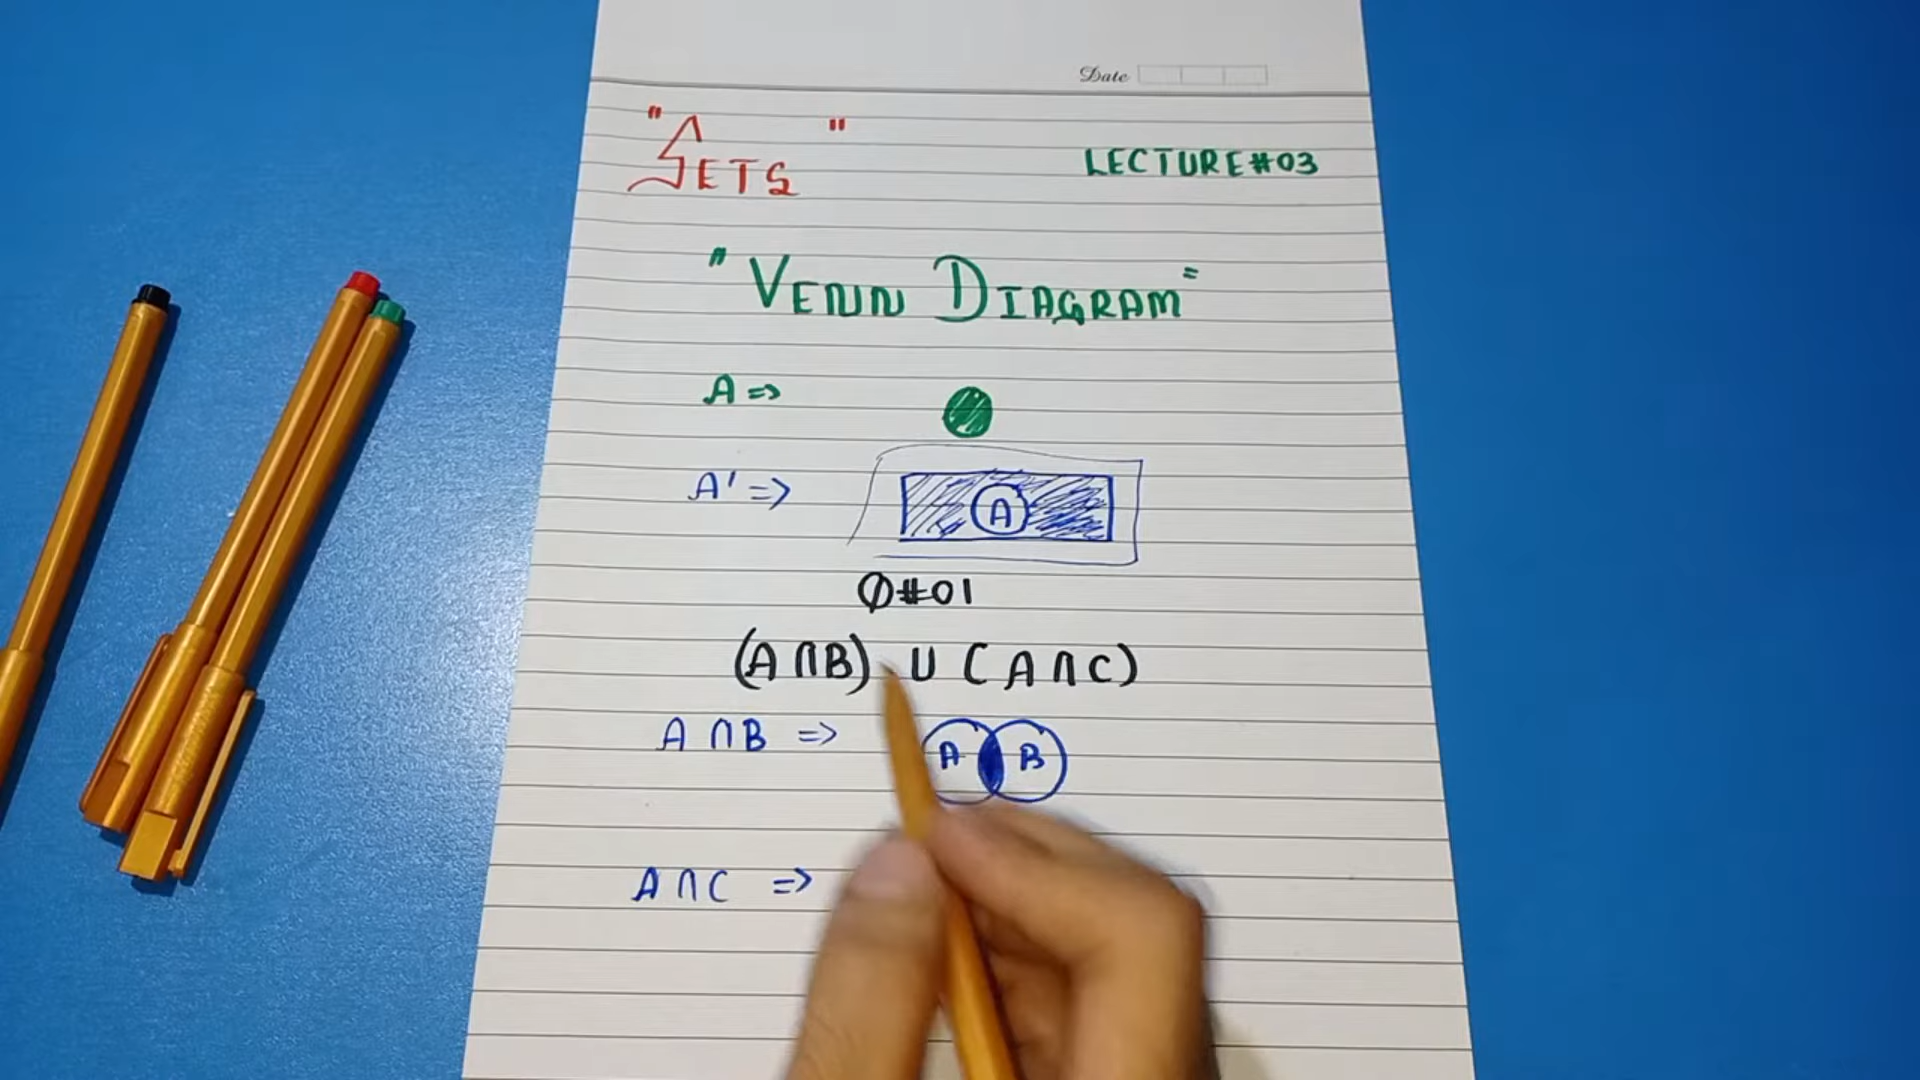 Date
"SETS"
LECTURE#03
"VENN DIAGRAM"
A =>
A' =>
A
Q#01
(A∩B) ∪ (A∩C)
A ∩B =>
A B
A ∩C =>